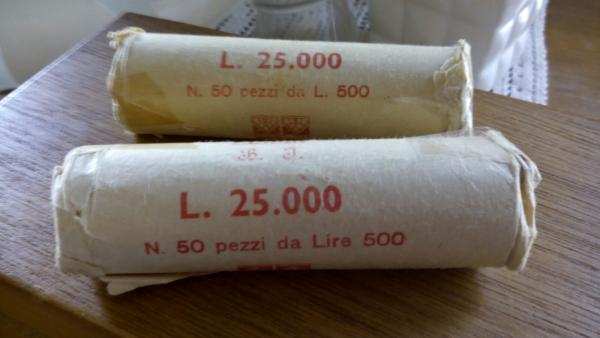 L. 25.000
N. 50 pezzi da L. 500
L. 25.000
N. 50 pezzi da Lire 500